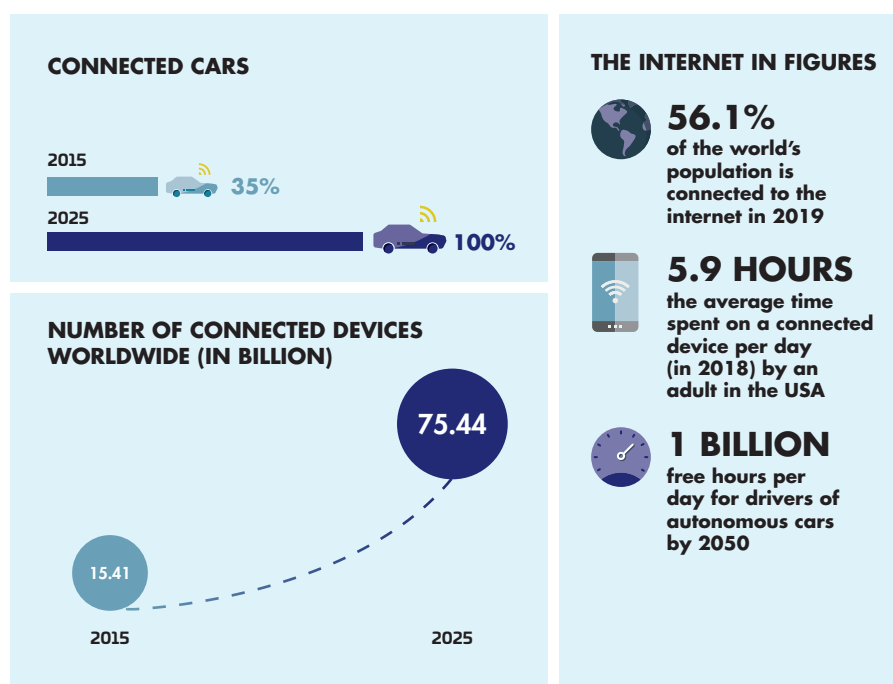 CONNECTED CARS
2015
35%
2025
100%
NUMBER OF CONNECTED DEVICES
WORLDWIDE (IN BILLION)
75.44
15.41
2015
2025
THE INTERNET IN FIGURES
56.1%
of the world's
population is
connected to the
internet in 2019
5.9 HOURS
the average time
spent on a connected
device per day
(in 2018) by an
adult in the USA
1 BILLION
free hours per
day for drivers of
autonomous cars
by 2050